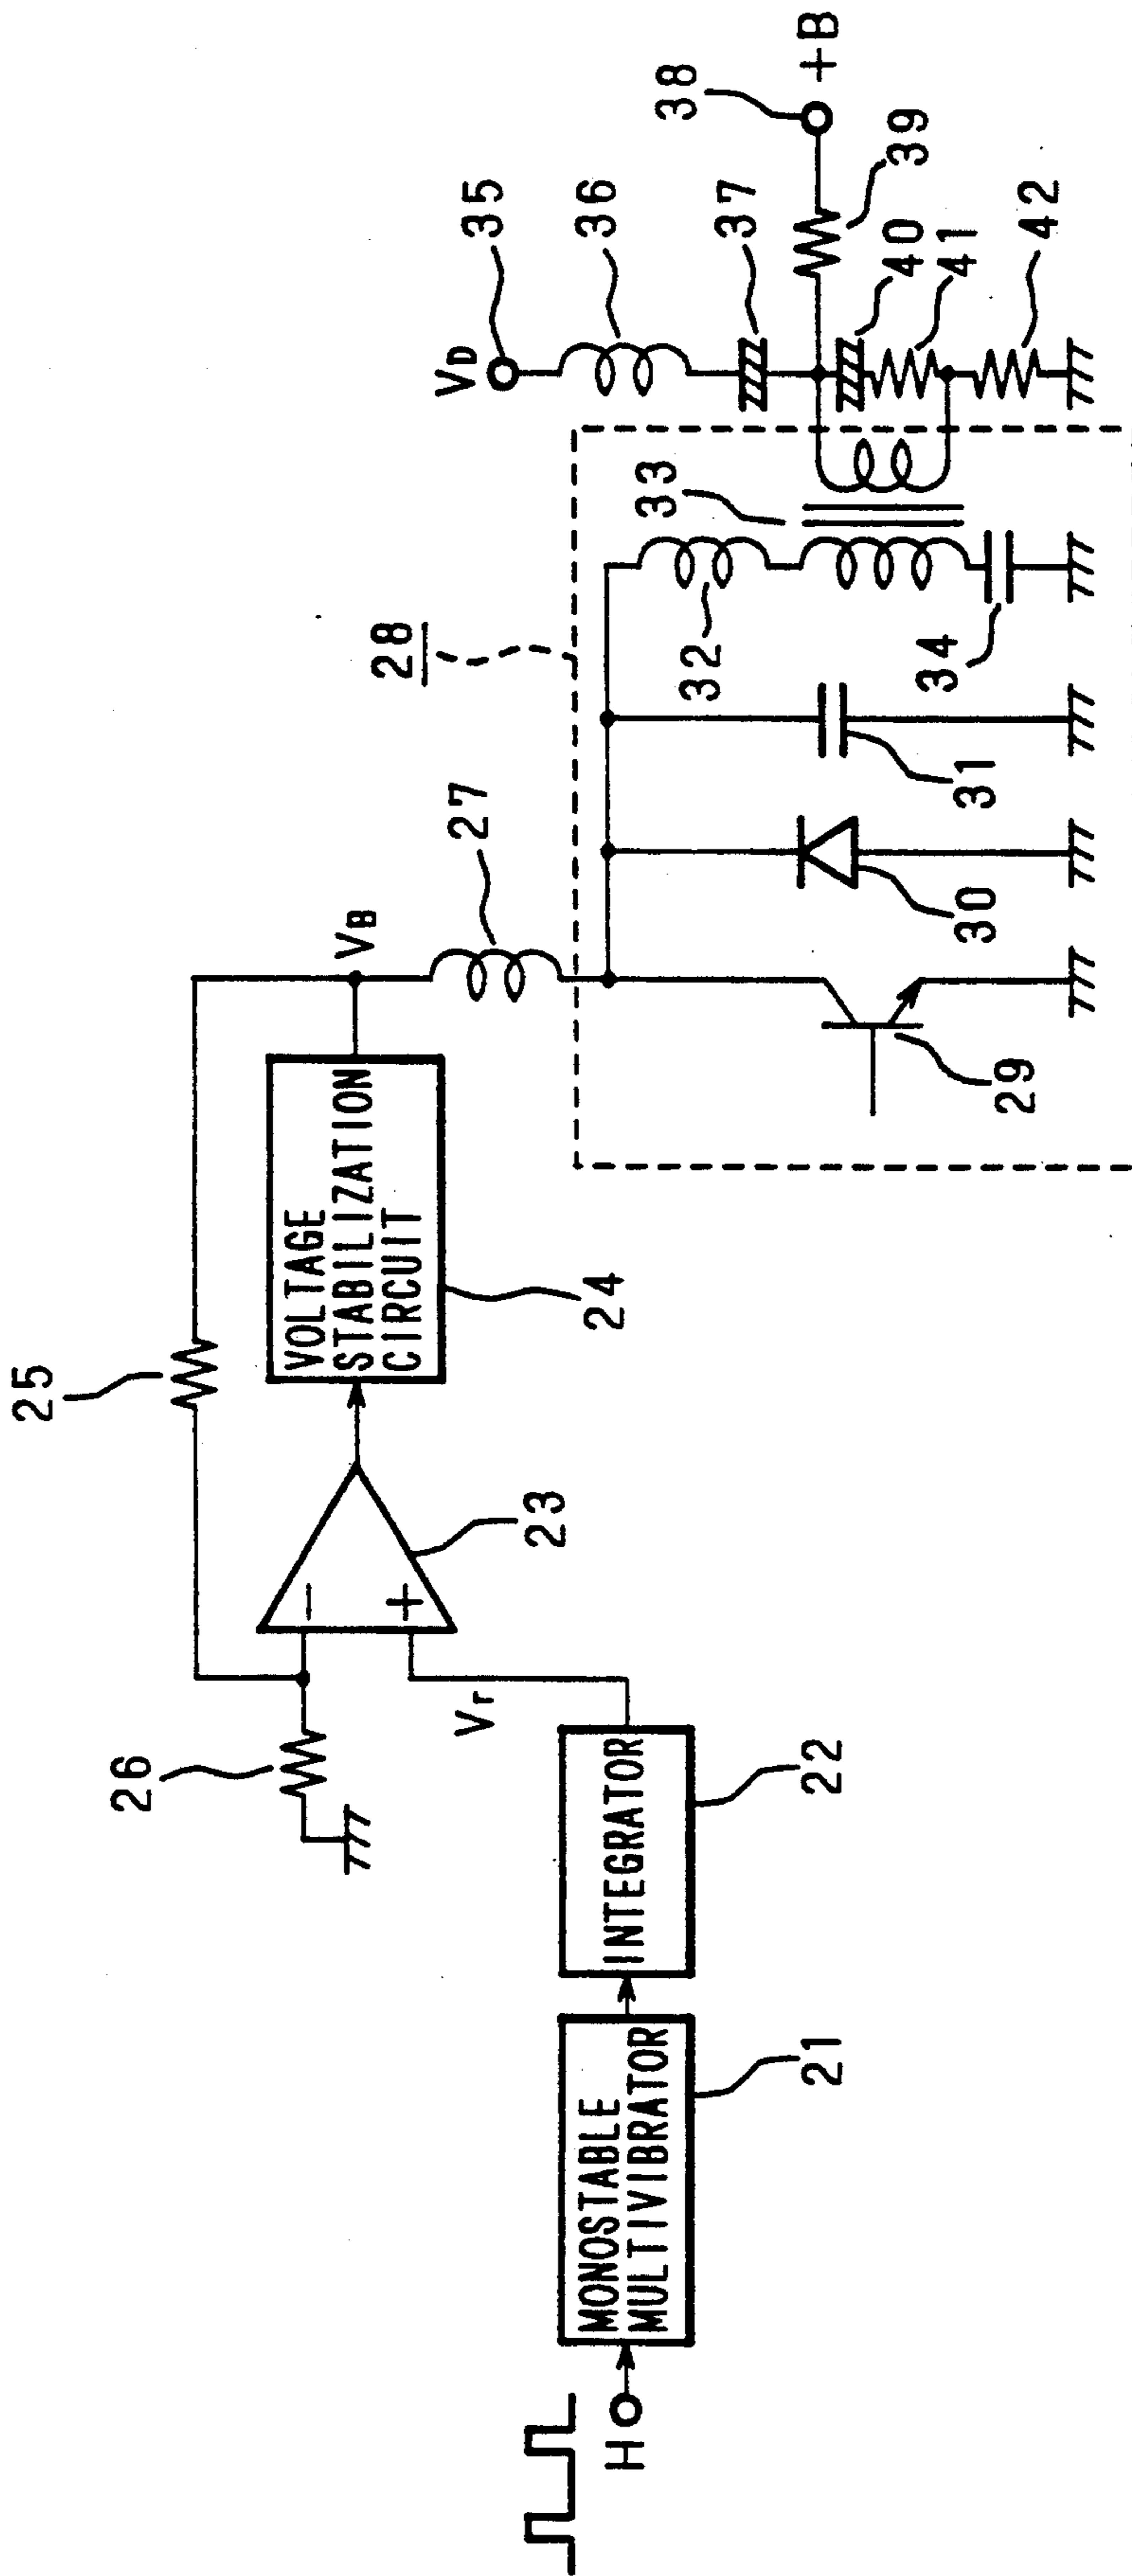 H
MONOSTABLE
MULTIVIBRATOR
21
INTEGRATOR
22
Vr
26
25
−
+
23
VOLTAGE
STABILIZATION
CIRCUIT
24
VB
27
28
29
30
31
32
33
34
VD
35
36
37
38
+B
39
40
41
42